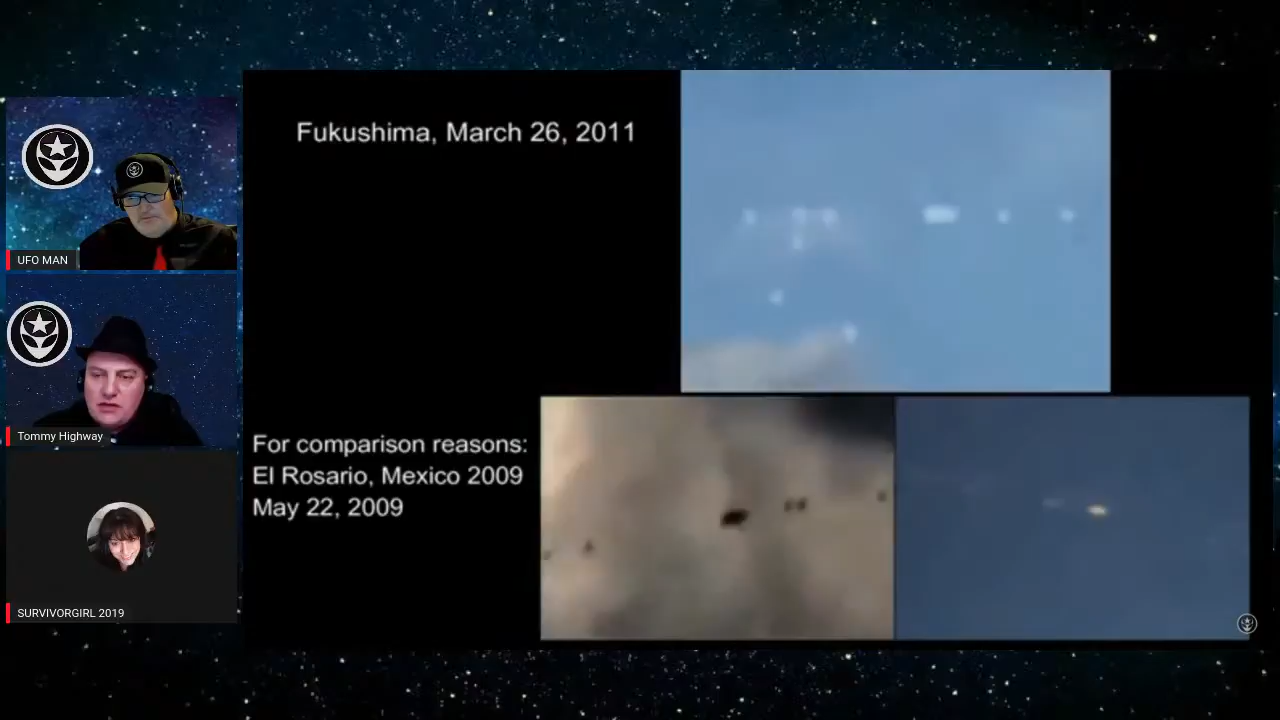 Fukushima, March 26, 2011
UFO MAN
Tommy Highway
For comparison reasons:
El Rosario, Mexico 2009
May 22, 2009
SURVIVORGIRL 2019